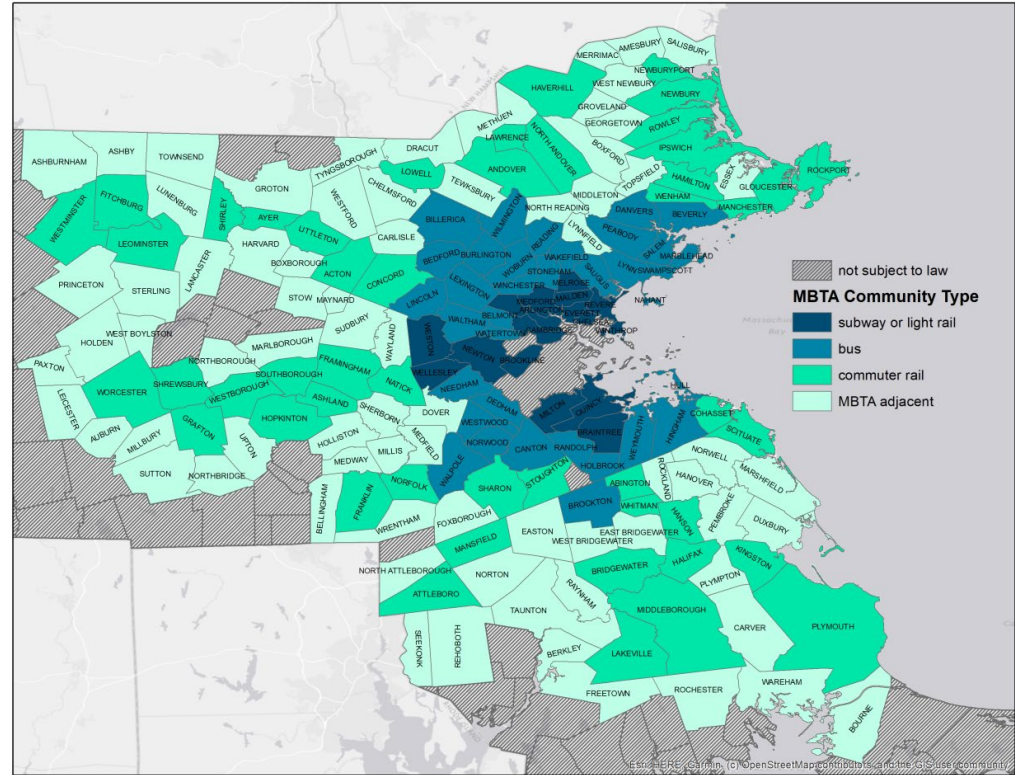 SALISBURY
AMESBURY
MERRIMAC
NEWBURYPORT
WEST NEWBURY
HAVERHILL
NEWBURY
GROVELAND
GEORGETOWN
ROWLEY
METHUEN
LAWRENCE
NORTH ANDOVER
BOXFORD
IPSWICH
DRACUT
ANDOVER
TOPSFIELD
ESSEX
ROCKPORT
HAMILTON
GLOUCESTER
WENHAM
MANCHESTER
MIDDLETON
ASHBURNHAM
ASHBY
TOWNSEND
TYNGSBOROUGH
LOWELL
TEWKSBURY
NORTH READING
GROTON
CHELMSFORD
WESTFORD
LUNENBURG
WESTMINSTER
FITCHBURG
SHIRLEY
AYER
LITTLETON
CARLISLE
BILLERICA
WILMINGTON
LYNNFIELD
DANVERS
BEVERLY
PEABODY
LEOMINSTER
HARVARD
BOXBOROUGH
LANCASTER
ACTON
CONCORD
BEDFORD
BURLINGTON
READING
WOBURN
WAKEFIELD
SALEM
MARBLEHEAD
LYNN
SWAMPSCOTT
SAUGUS
STONEHAM
PRINCETON
STERLING
STOW
MAYNARD
LINCOLN
LEXINGTON
WINCHESTER
MELROSE
NAHANT
MEDFORD
MALDEN
REVERE
ARLINGTON
EVERETT
CHELSEA
WINTHROP
BELMONT
WALTHAM
WATERTOWN
CAMBRIDGE
SUDBURY
WAYLAND
WESTON
WEST BOYLSTON
HOLDEN
MARLBOROUGH
NORTHBOROUGH
NEWTON
BROOKLINE
WELLESLEY
PAXTON
WORCESTER
SHREWSBURY
SOUTHBOROUGH
FRAMINGHAM
WESTBOROUGH
NATICK
NEEDHAM
LEICESTER
ASHLAND
SHERBORN
DOVER
DEDHAM
MILTON
QUINCY
HULL
AUBURN
MILLBURY
GRAFTON
HOPKINTON
UPTON
HOLLISTON
MEDFIELD
WESTWOOD
BRAINTREE
WEYMOUTH
HINGHAM
COHASSET
SCITUATE
MEDWAY
MILLIS
NORWOOD
CANTON
RANDOLPH
SUTTON
NORTHBRIDGE
WALPOLE
HOLBROOK
NORWELL
BELLINGHAM
FRANKLIN
NORFOLK
SHARON
STOUGHTON
ABINGTON
ROCKLAND
HANOVER
MARSHFIELD
WRENTHAM
FOXBOROUGH
BROCKTON
WHITMAN
HANSON
PEMBROKE
DUXBURY
EASTON
EAST BRIDGEWATER
WEST BRIDGEWATER
MANSFIELD
NORTH ATTLEBOROUGH
BRIDGEWATER
HALIFAX
KINGSTON
PLYMPTON
NORTON
RAYNHAM
ATTLEBORO
TAUNTON
MIDDLEBOROUGH
CARVER
PLYMOUTH
SEEKONK
REHOBOTH
BERKLEY
LAKEVILLE
FREETOWN
ROCHESTER
WAREHAM
BOURNE
NEW HAMPSHIRE
Massachusetts
Bay
not subject to law
MBTA Community Type
subway or light rail
bus
commuter rail
MBTA adjacent
Esri, HERE, Garmin, (c) OpenStreetMap contributors, and the GIS user community